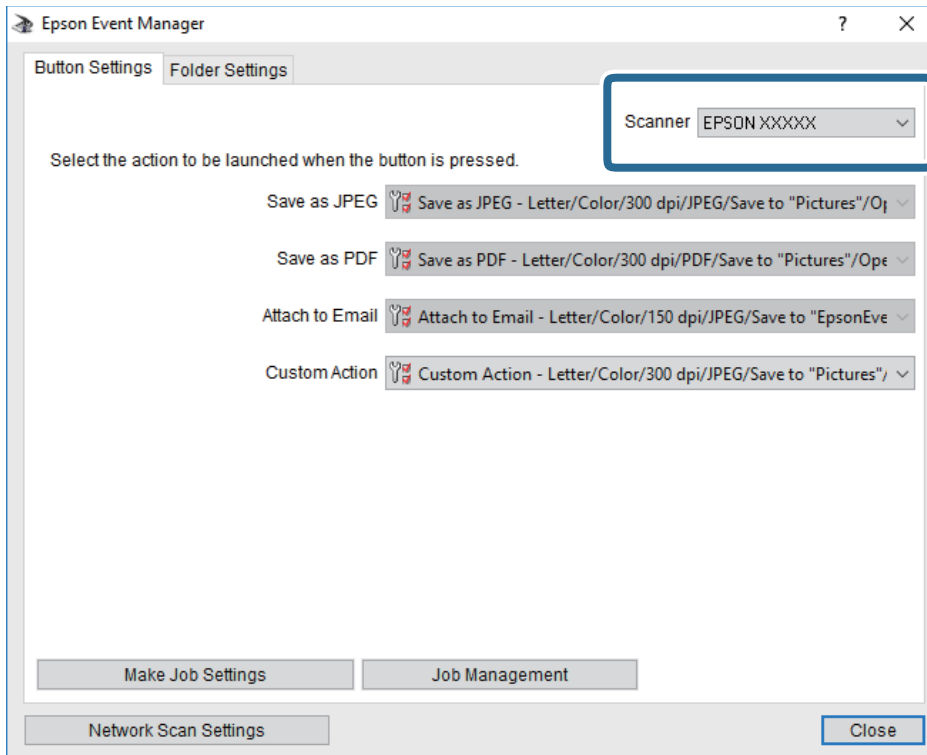 Epson Event Manager ?
Button Settings Folder Settings
Scanner EPSON XXXXX
Select the action to be launched when the button is pressed.
Save as JPEG Save as JPEG - Letter/Color/300 dpi/JPEG/Save to "Pictures"/Op
Save as PDF Save as PDF - Letter/Color/300 dpi/PDF/Save to "Pictures"/Ope
Attach to Email Attach to Email - Letter/Color/150 dpi/JPEG/Save to "EpsonEve
Custom Action Custom Action - Letter/Color/300 dpi/JPEG/Save to "Pictures"/
Make Job Settings Job Management
Network Scan Settings Close